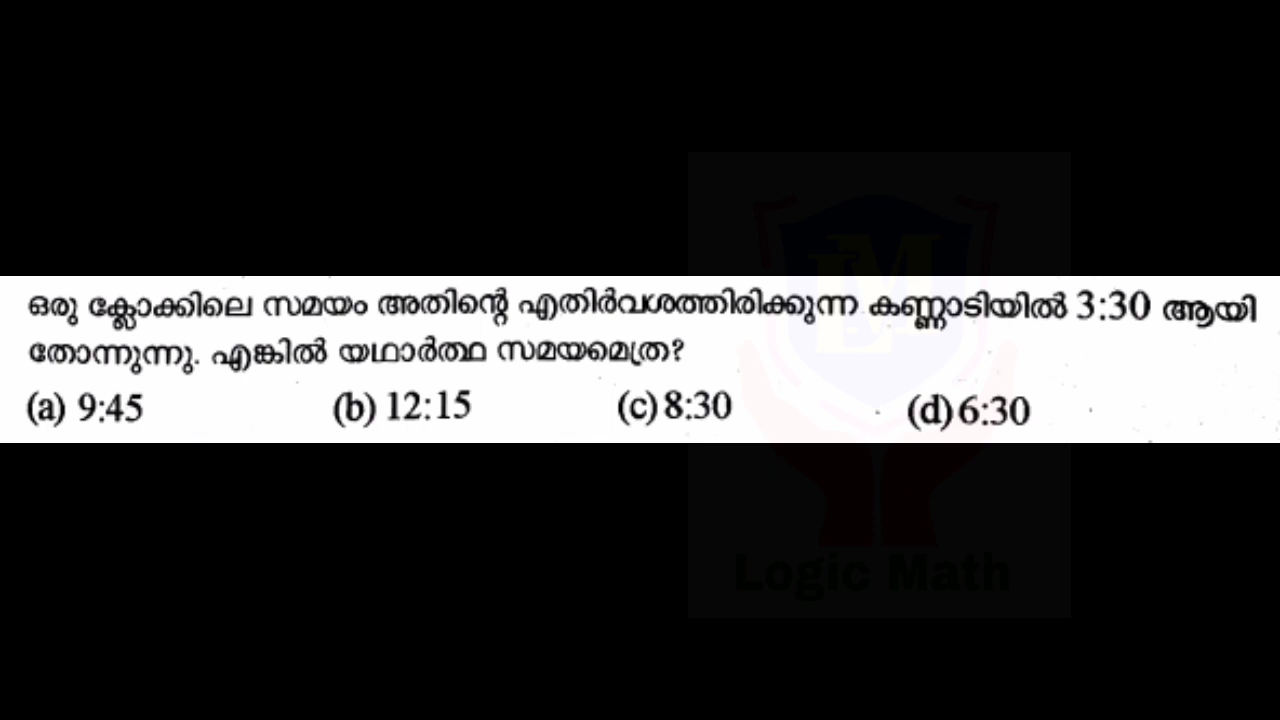 ഒരു ക്ലോക്കിലെ സമയം അതിന്റെ എതിർവശത്തിരിക്കുന്ന കണ്ണാടിയിൽ 3:30 ആയി
തോന്നുന്നു. എങ്കിൽ യഥാർത്ഥ സമയമെത്ര?
(a) 9:45 (b) 12:15 (c) 8:30 (d) 6:30
LM
Logic Math